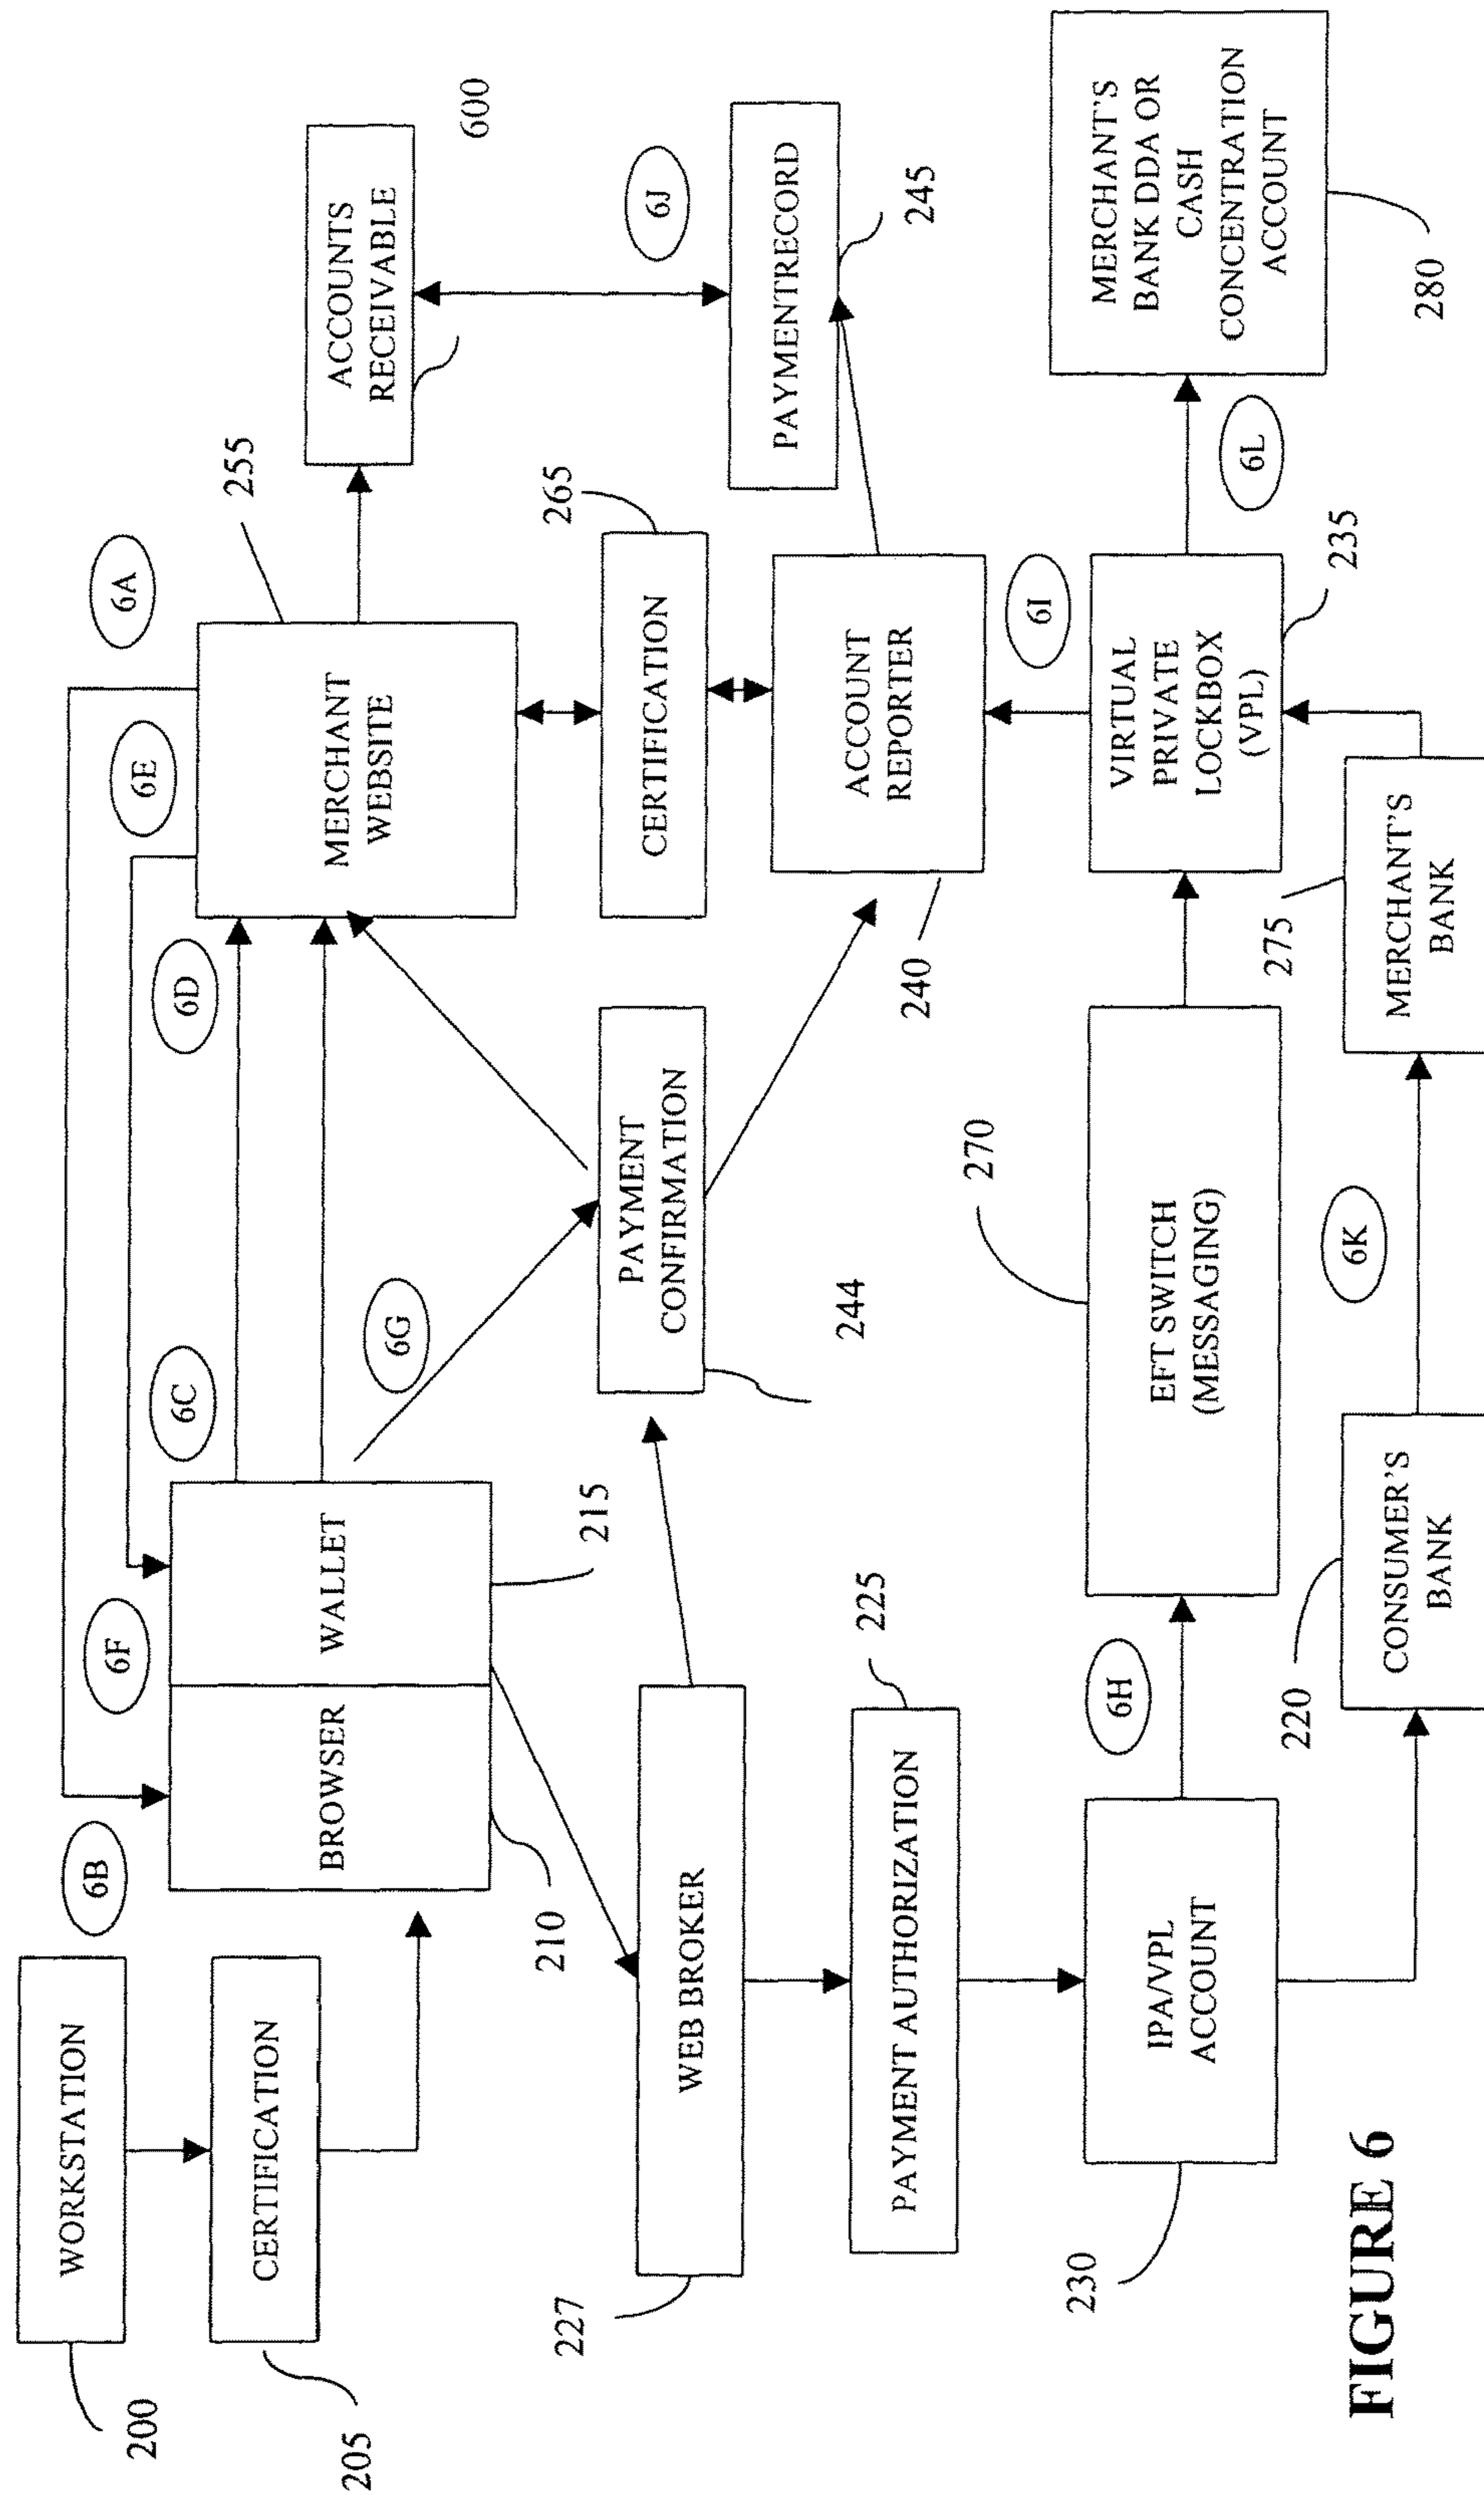 WORKSTATION
200
CERTIFICATION
205
6B
6F
6C
6D
6E
6A
BROWSER
WALLET
210
215
MERCHANT
WEBSITE
255
ACCOUNTS
RECEIVABLE
600
6G
265
6J
WEB BROKER
227
PAYMENT
CONFIRMATION
244
CERTIFICATION
PAYMENTRECORD
245
PAYMENT AUTHORIZATION
225
ACCOUNT
REPORTER
240
270
6I
IPA/VPL
ACCOUNT
230
6H
EFT SWITCH
(MESSAGING)
VIRTUAL
PRIVATE
LOCKBOX
(VPL)
235
6L
MERCHANT'S
BANK DDA OR
CASH
CONCENTRATION
ACCOUNT
280
220
CONSUMER'S
BANK
6K
275
MERCHANT'S
BANK
FIGURE 6